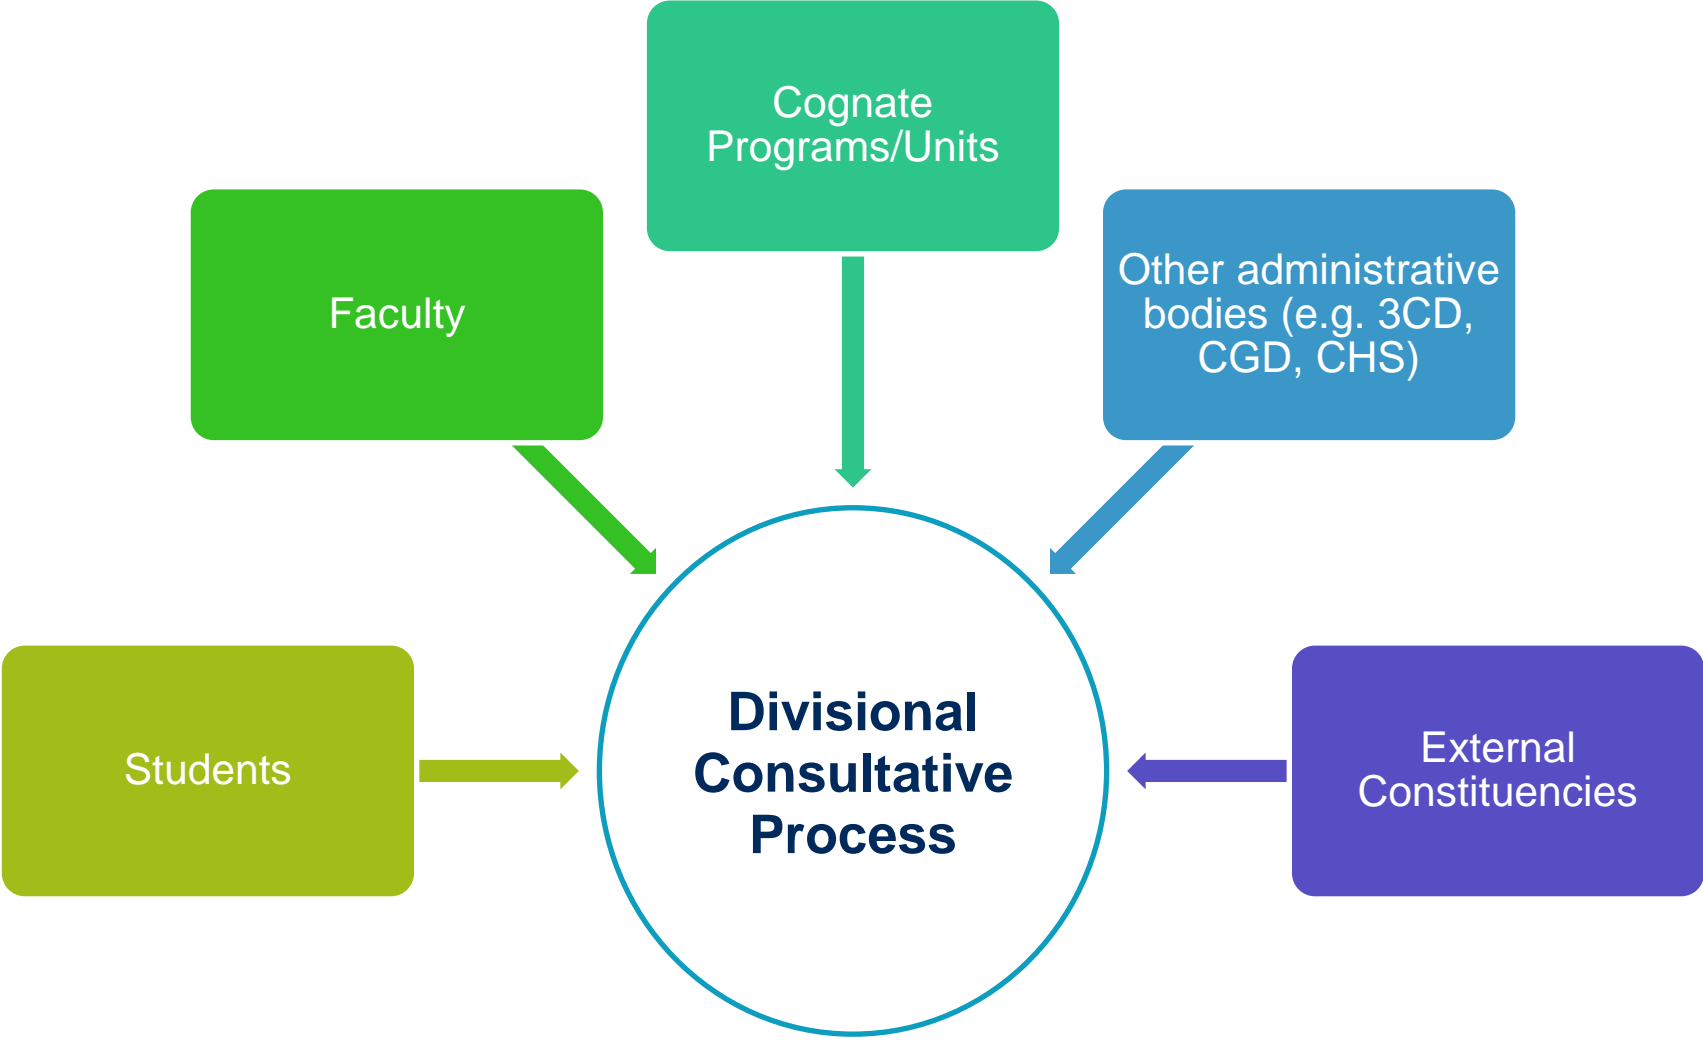 Cognate
Programs/Units
Faculty
Other administrative
bodies (e.g. 3CD,
CGD, CHS)
Students
Divisional
Consultative
Process
External
Constituencies